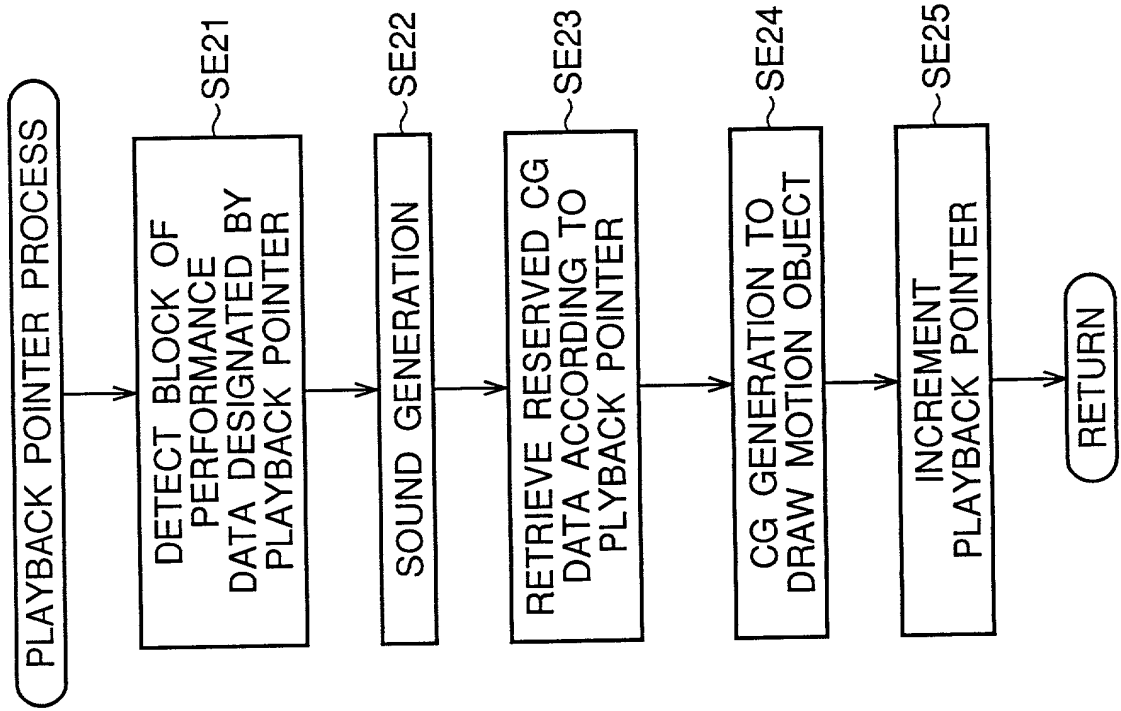 PLAYBACK POINTER PROCESS
DETECT BLOCK OF
PERFORMANCE
DATA DESIGNATED BY
PLAYBACK POINTER
SE21
SOUND GENERATION
SE22
RETRIEVE RESERVED CG
DATA ACCORDING TO
PLYBACK POINTER
SE23
CG GENERATION TO
DRAW MOTION OBJECT
SE24
INCREMENT
PLAYBACK POINTER
SE25
RETURN